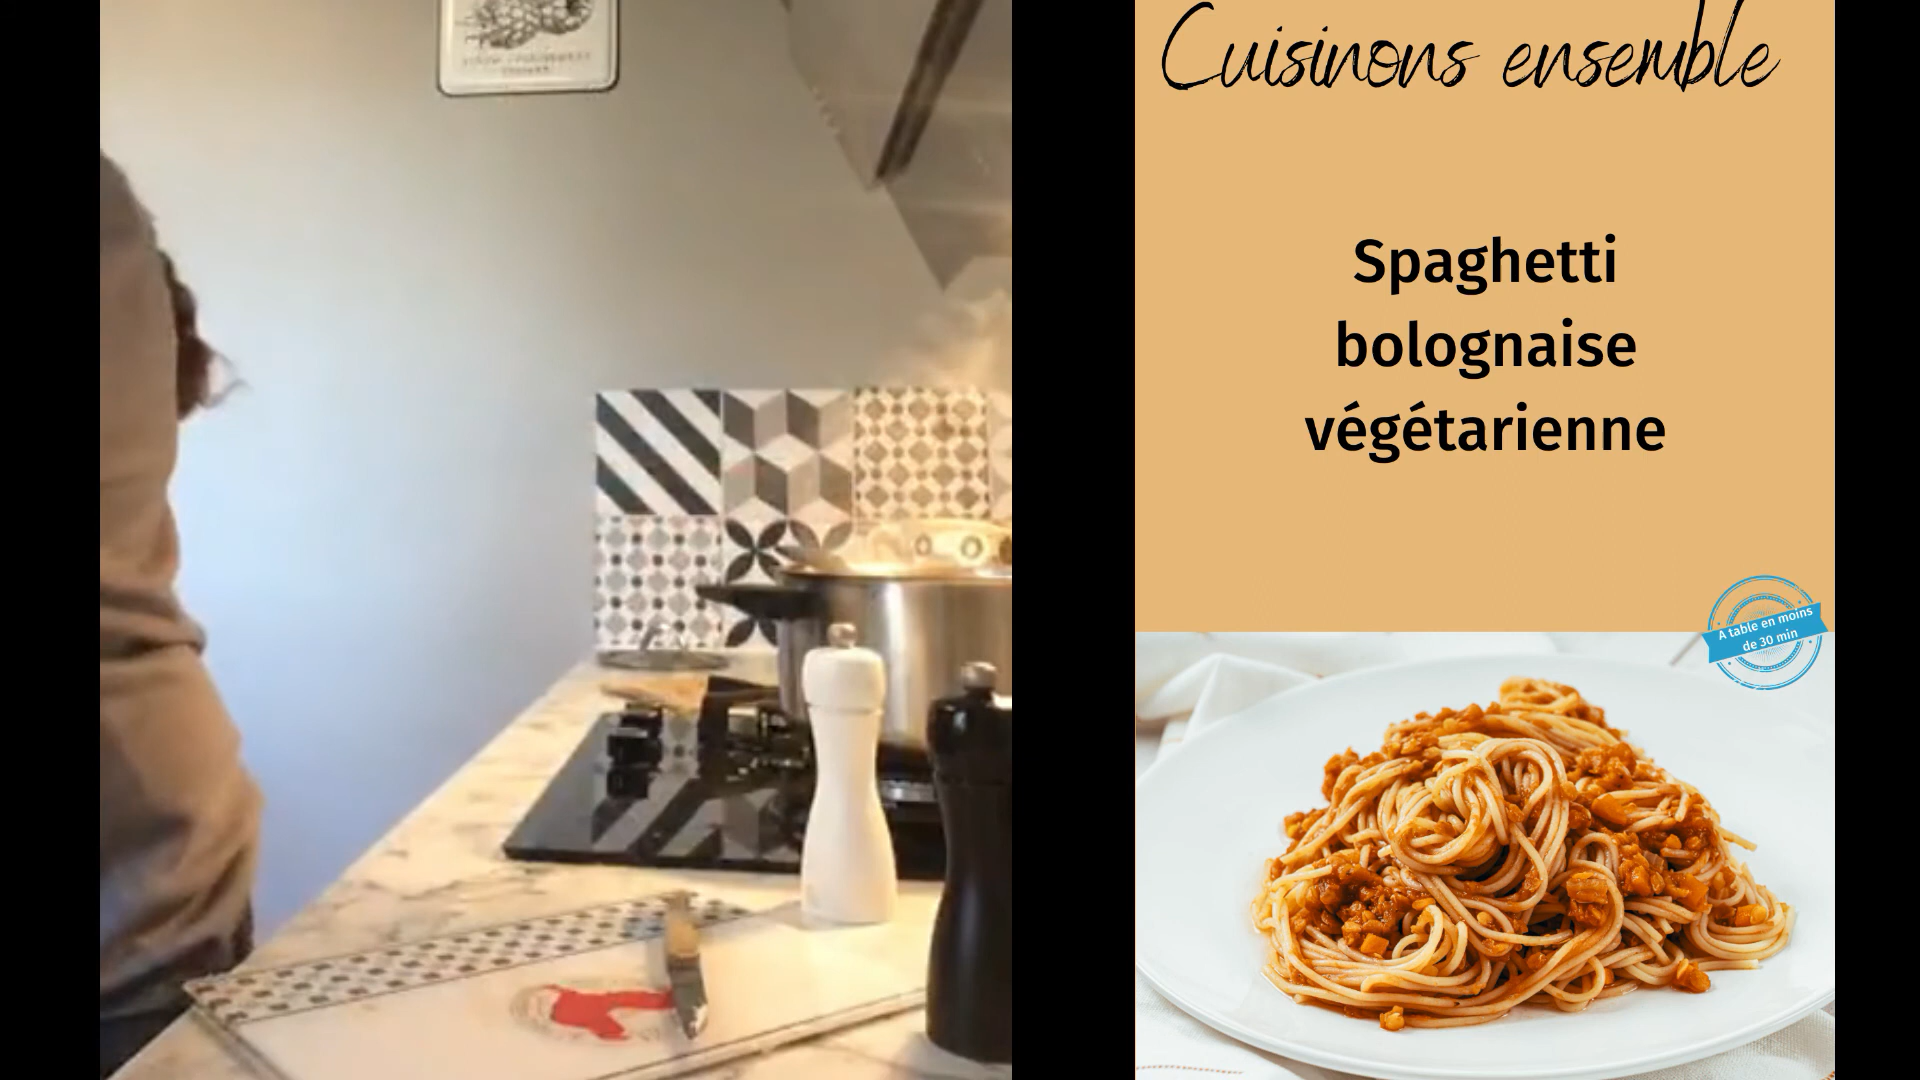 Cuisinons ensemble
Spaghetti
bolognaise
végétarienne
A table en moins
de 30 min